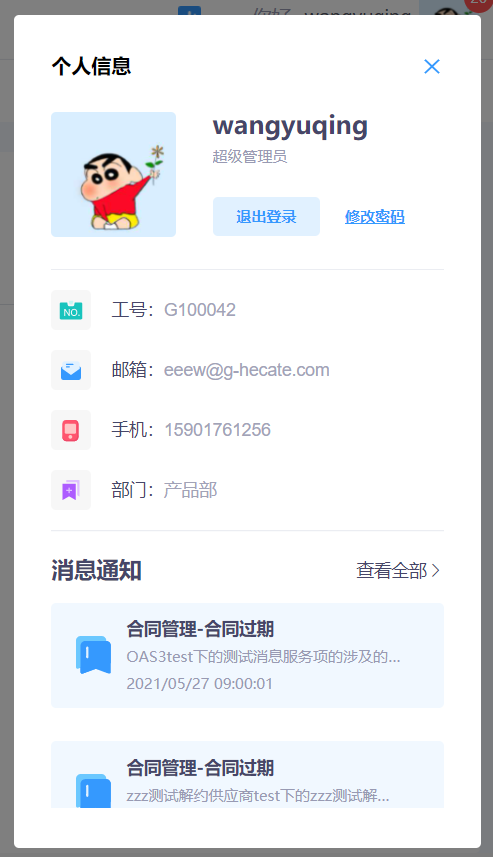 你好
wangyuqing
20
个人信息
wangyuqing
超级管理员
退出登录
修改密码
NO.
工号：G100042
邮箱：eeew@g-hecate.com
手机：15901761256
部门：产品部
消息通知
查看全部
合同管理-合同过期
OAS3test下的测试消息服务项的涉及的...
2021/05/27 09:00:01
合同管理-合同过期
zzz测试解约供应商test下的zzz测试解...